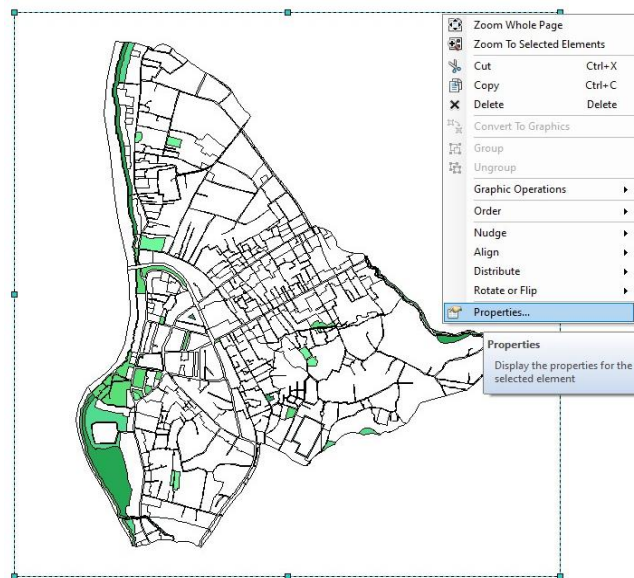 Zoom Whole Page
Zoom To Selected Elements
Cut Ctrl+X
Copy Ctrl+C
Delete Delete
Convert To Graphics
Group
Ungroup
Graphic Operations
Order
Nudge
Align
Distribute
Rotate or Flip
Properties...
Properties
Display the properties for the
selected element